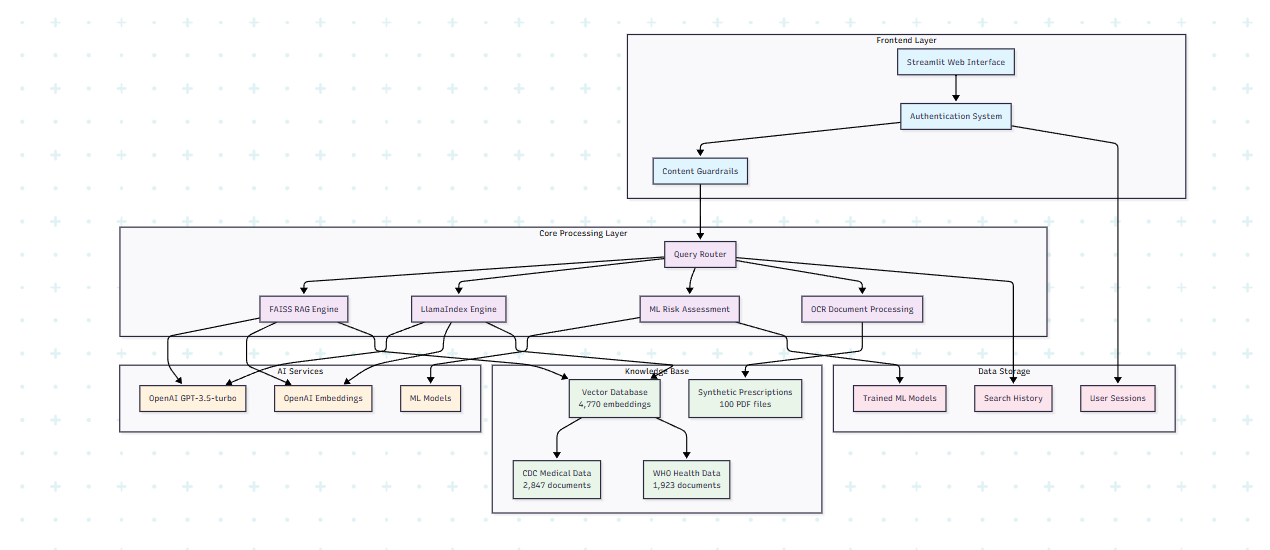 Frontend Layer
Streamlit Web Interface
Authentication System
Content Guardrails
Core Processing Layer
Query Router
FAISS RAG Engine
LlamaIndex Engine
ML Risk Assessment
OCR Document Processing
AI Services
OpenAI GPT-3.5-turbo
OpenAI Embeddings
ML Models
Knowledge Base
Vector Database
4,770 embeddings
Synthetic Prescriptions
100 PDF files
CDC Medical Data
2,847 documents
WHO Health Data
1,923 documents
Data Storage
Trained ML Models
Search History
User Sessions